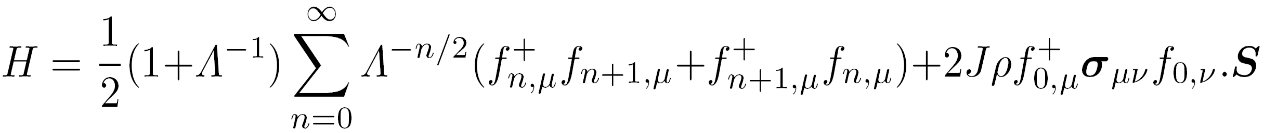 H = \frac{1}{2}(1+\Lambda^{-1}) \sum_{n=0}^{\infty} \Lambda^{-n/2}(f^{+}_{n,\mu} f_{n+1,\mu} + f^{+}_{n+1,\mu} f_{n,\mu}) + 2J\rho f^{+}_{0,\mu} \boldsymbol{\sigma}_{\mu\nu} f_{0,\nu}.\boldsymbol{S}